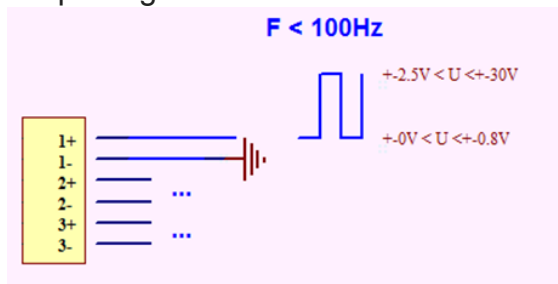 F < 100Hz
+-2.5V < U <+-30V
+-0V < U <+-0.8V
1+
1-
2+
2-
...
3+
3-
...